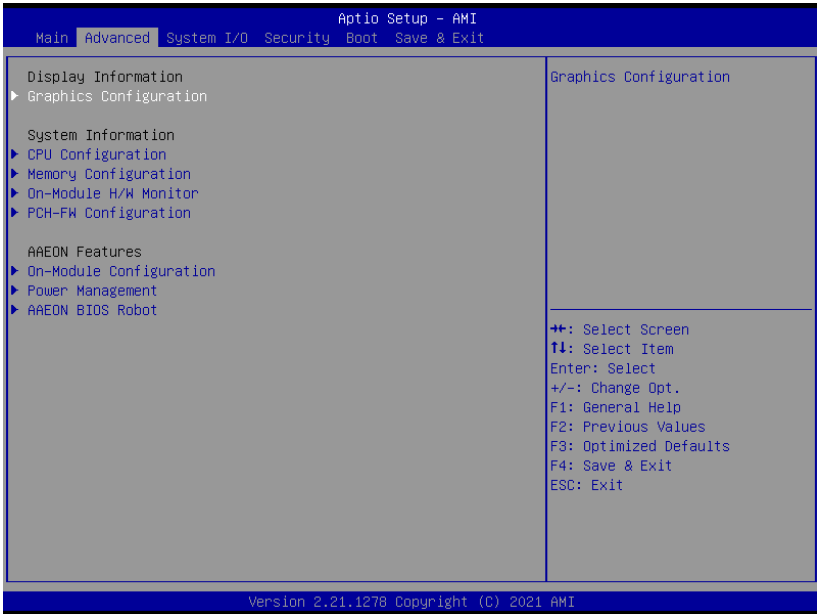 Aptio Setup – AMI
Main Advanced System I/O Security Boot Save & Exit
Display Information
Graphics Configuration
System Information
CPU Configuration
Memory Configuration
On-Module H/W Monitor
PCH-FW Configuration
AAEON Features
On-Module Configuration
Power Management
AAEON BIOS Robot
Graphics Configuration
→←: Select Screen
↑↓: Select Item
Enter: Select
+/-: Change Opt.
F1: General Help
F2: Previous Values
F3: Optimized Defaults
F4: Save & Exit
ESC: Exit
Version 2.21.1278 Copyright (C) 2021 AMI